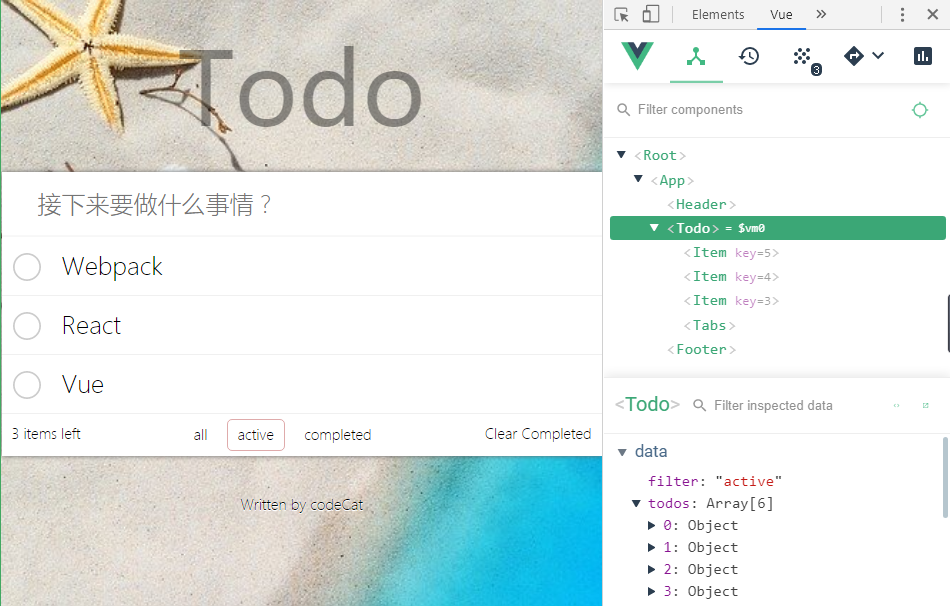 Todo
接下来要做什么事情？
Webpack
React
Vue
3 items left
all
active
completed
Clear Completed
Written by codeCat
Elements
Vue
3
Filter components
<Root>
<App>
<Header>
<Todo> = $vm0
<Item key=5>
<Item key=4>
<Item key=3>
<Tabs>
<Footer>
<Todo>
Filter inspected data
data
filter: "active"
todos: Array[6]
0: Object
1: Object
2: Object
3: Object